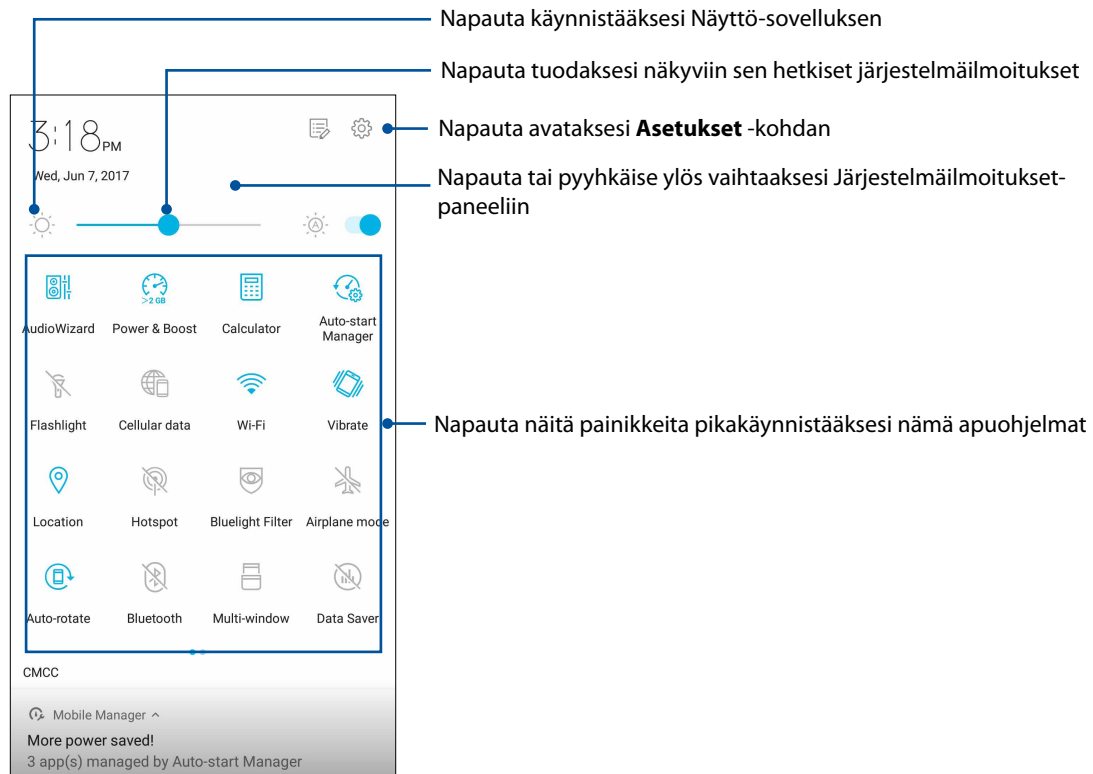 Napauta käynnistääksesi Näyttö-sovelluksen
Napauta tuodaksesi näkyviin sen hetkiset järjestelmäilmoitukset
Napauta avataksesi Asetukset -kohdan
Napauta tai pyyhkäise ylös vaihtaaksesi Järjestelmäilmoitukset-
paneeliin
3:18 PM
Wed, Jun 7, 2017
A
>2 GB
AudioWizard Power & Boost Calculator Auto-start
Manager
Flashlight Cellular data Wi-Fi Vibrate
Napauta näitä painikkeita pikakäynnistääksesi nämä apuohjelmat
Location Hotspot Bluelight Filter Airplane mode
Auto-rotate Bluetooth Multi-window Data Saver
CMCC
Mobile Manager
More power saved!
3 app(s) managed by Auto-start Manager